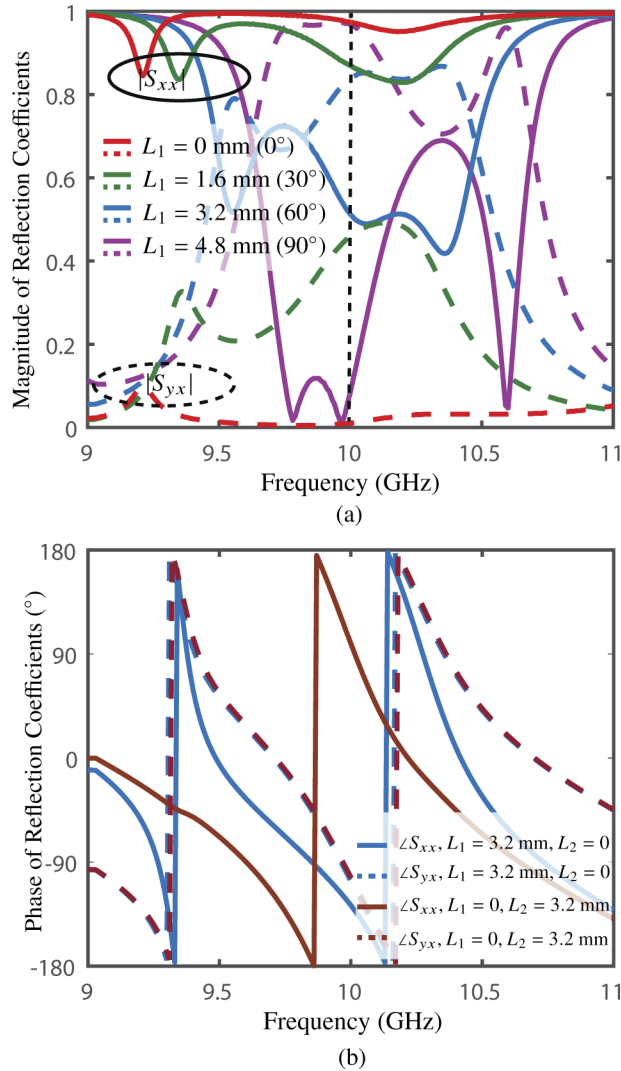 1
0.8
0.6
0.4
0.2
0
Magnitude of Reflection Coefficients
|Sxx|
L1 = 0 mm (0°)
L1 = 1.6 mm (30°)
L1 = 3.2 mm (60°)
L1 = 4.8 mm (90°)
|Syx|
9 9.5 10 10.5 11
Frequency (GHz)
(a)
180
90
0
-90
-180
Phase of Reflection Coefficients (°)
∠Sxx, L1 = 3.2 mm, L2 = 0
∠Syx, L1 = 3.2 mm, L2 = 0
∠Sxx, L1 = 0, L2 = 3.2 mm
∠Syx, L1 = 0, L2 = 3.2 mm
9 9.5 10 10.5 11
Frequency (GHz)
(b)